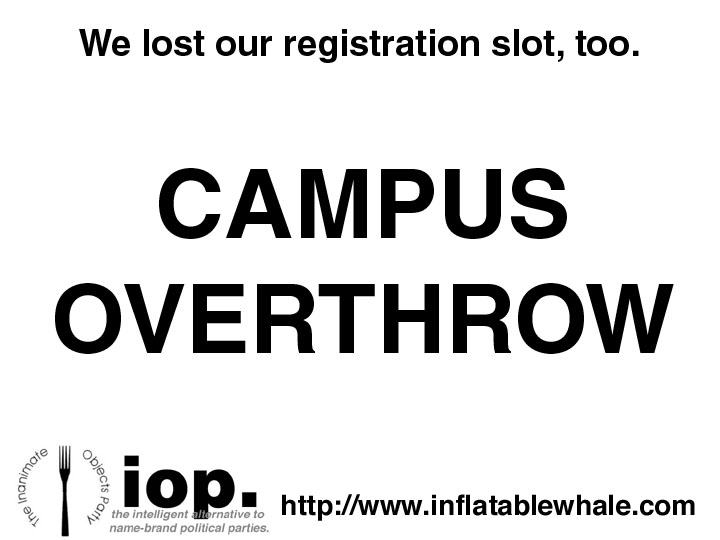 We lost our registration slot, too.
CAMPUS
OVERTHROW
the Inanimate
Objects Party
iop.
the intelligent alternative to
name-brand political parties.
http://www.inflatablewhale.com